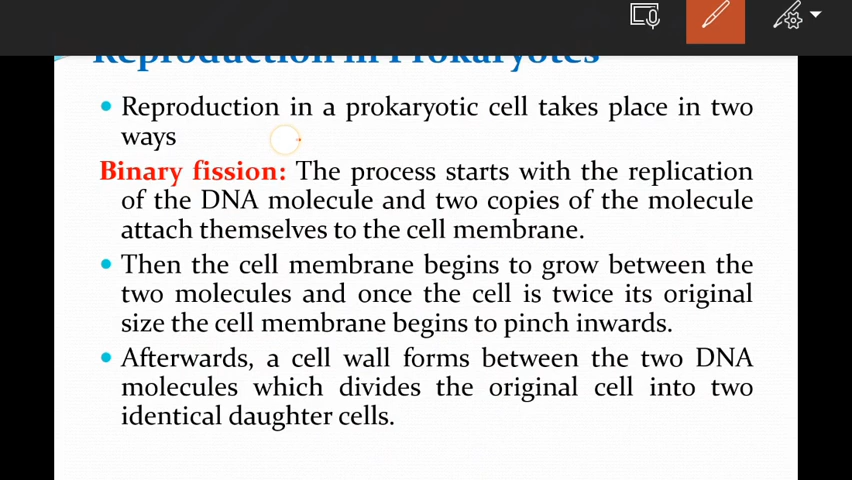 Reproduction in Prokaryotes
Reproduction in a prokaryotic cell takes place in two
ways
Binary fission: The process starts with the replication
of the DNA molecule and two copies of the molecule
attach themselves to the cell membrane.
Then the cell membrane begins to grow between the
two molecules and once the cell is twice its original
size the cell membrane begins to pinch inwards.
Afterwards, a cell wall forms between the two DNA
molecules which divides the original cell into two
identical daughter cells.